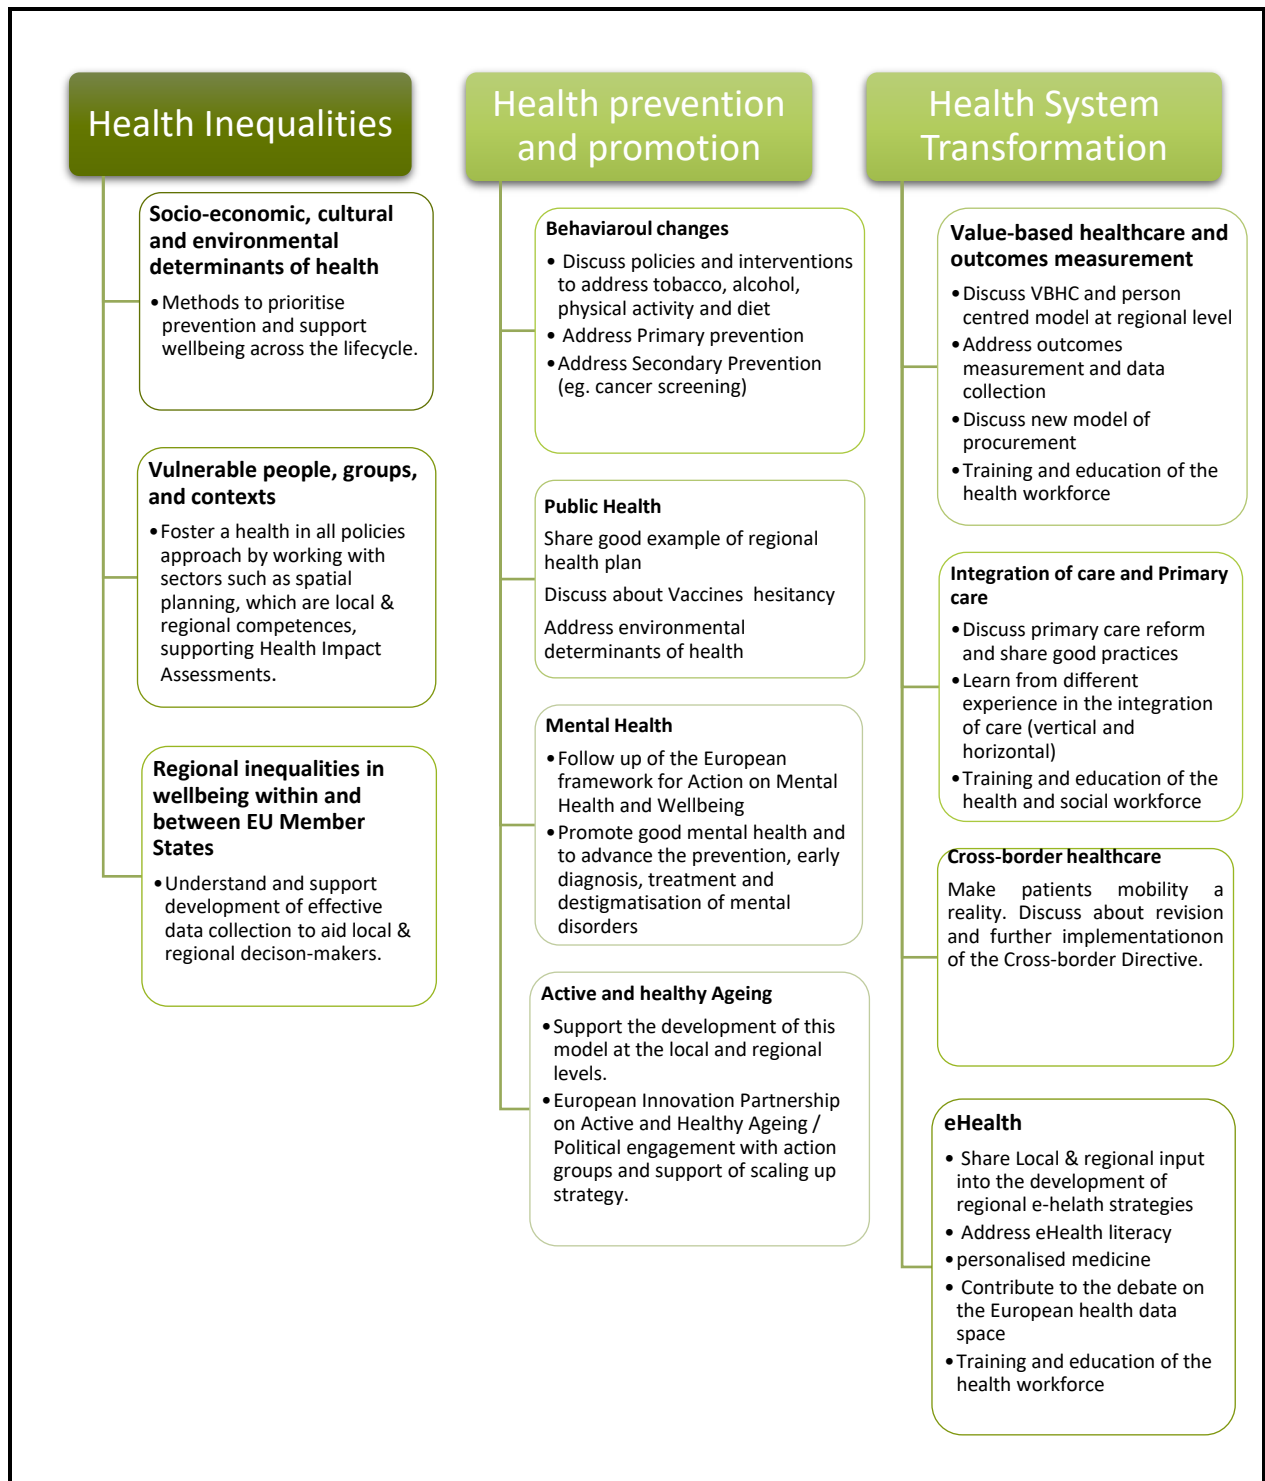 Health Inequalities
Socio-economic, cultural
and environmental
determinants of health
•Methods to prioritise
prevention and support
wellbeing across the lifecycle.
Vulnerable people, groups,
and contexts
•Foster a health in all policies
approach by working with
sectors such as spatial
planning, which are local &
regional competences,
supporting Health Impact
Assessments.
Regional inequalities in
wellbeing within and
between EU Member
States
•Understand and support
development of effective
data collection to aid local &
regional decison-makers.
Health prevention
and promotion
Behaviaroul changes
• Discuss policies and interventions
to address tobacco, alcohol,
physical activity and diet
• Address Primary prevention
•Address Secondary Prevention
(eg. cancer screening)
Public Health
Share good example of regional
health plan
Discuss about Vaccines hesitancy
Address environmental
determinants of health
Mental Health
•Follow up of the European
framework for Action on Mental
Health and Wellbeing
•Promote good mental health and
to advance the prevention, early
diagnosis, treatment and
destigmatisation of mental
disorders
Active and healthy Ageing
•Support the development of this
model at the local and regional
levels.
•European Innovation Partnership
on Active and Healthy Ageing /
Political engagement with action
groups and support of scaling up
strategy.
Health System
Transformation
Value-based healthcare and
outcomes measurement
•Discuss VBHC and person
centred model at regional level
•Address outcomes
measurement and data
collection
•Discuss new model of
procurement
•Training and education of the
health workforce
Integration of care and Primary
care
•Discuss primary care reform
and share good practices
•Learn from different
experience in the integration
of care (vertical and
horizontal)
•Training and education of the
health and social workforce
Cross-border healthcare
Make patients mobility a
reality. Discuss about revision
and further implementationon
of the Cross-border Directive.
eHealth
• Share Local & regional input
into the development of
regional e-helath strategies
• Address eHealth literacy
•personalised medicine
• Contribute to the debate on
the European health data
space
•Training and education of the
health workforce